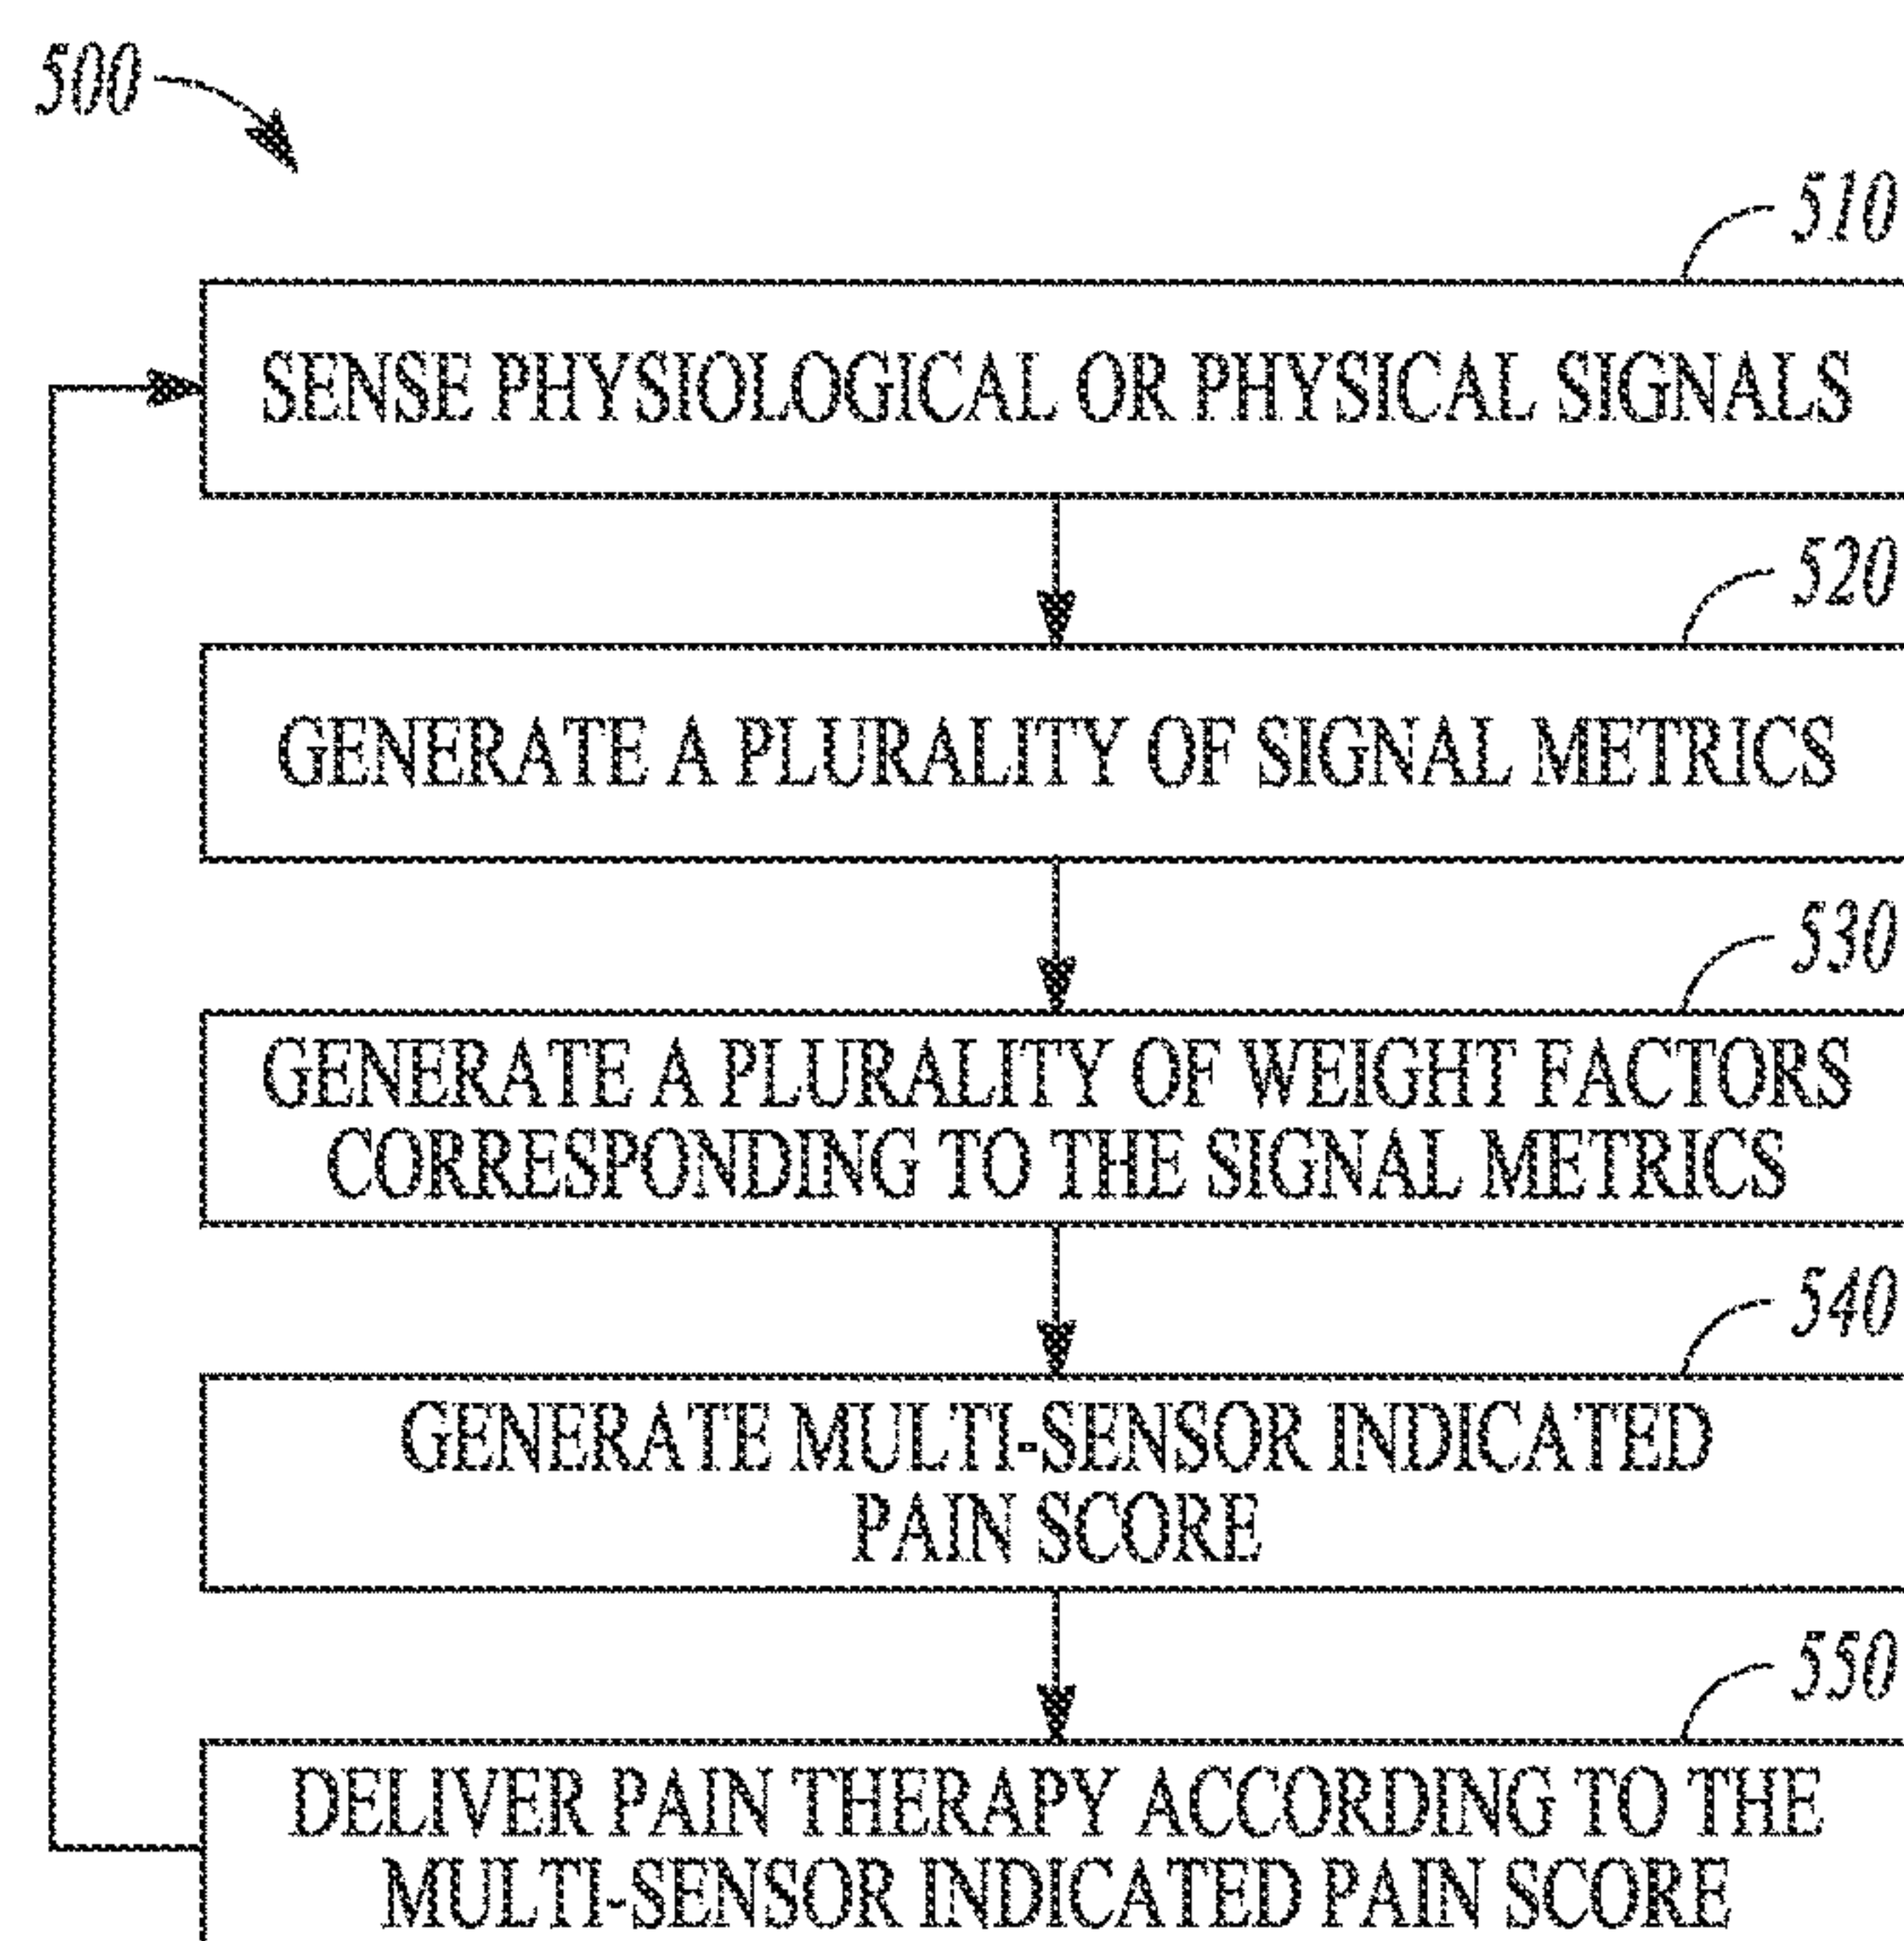 500
510
SENSE PHYSIOLOGICAL OR PHYSICAL SIGNALS
520
GENERATE A PLURALITY OF SIGNAL METRICS
530
GENERATE A PLURALITY OF WEIGHT FACTORS
CORRESPONDING TO THE SIGNAL METRICS
540
GENERATE MULTI-SENSOR INDICATED
PAIN SCORE
550
DELIVER PAIN THERAPY ACCORDING TO THE
MULTI-SENSOR INDICATED PAIN SCORE